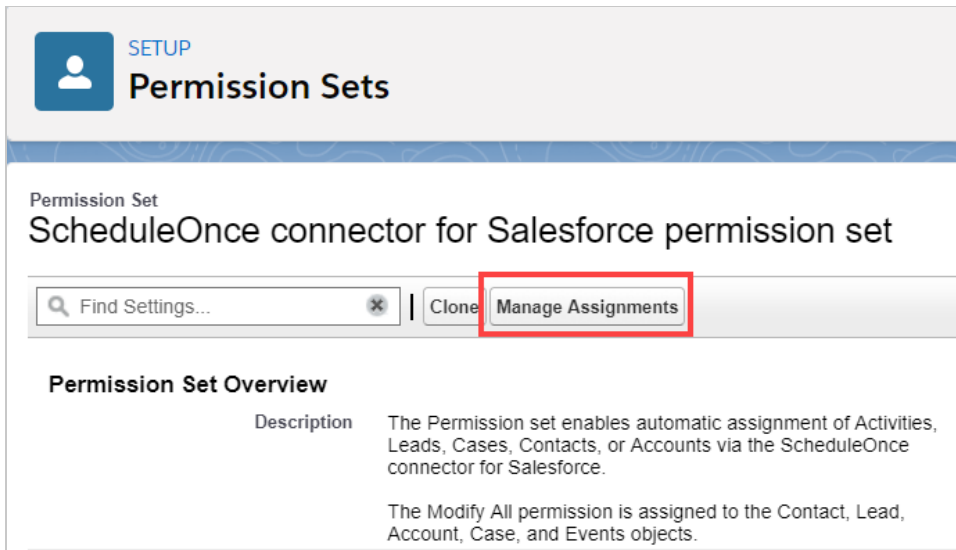 SETUP
Permission Sets
Permission Set
ScheduleOnce connector for Salesforce permission set
Find Settings... Clone Manage Assignments
Permission Set Overview
Description The Permission set enables automatic assignment of Activities,
Leads, Cases, Contacts, or Accounts via the ScheduleOnce
connector for Salesforce.
The Modify All permission is assigned to the Contact, Lead,
Account, Case, and Events objects.